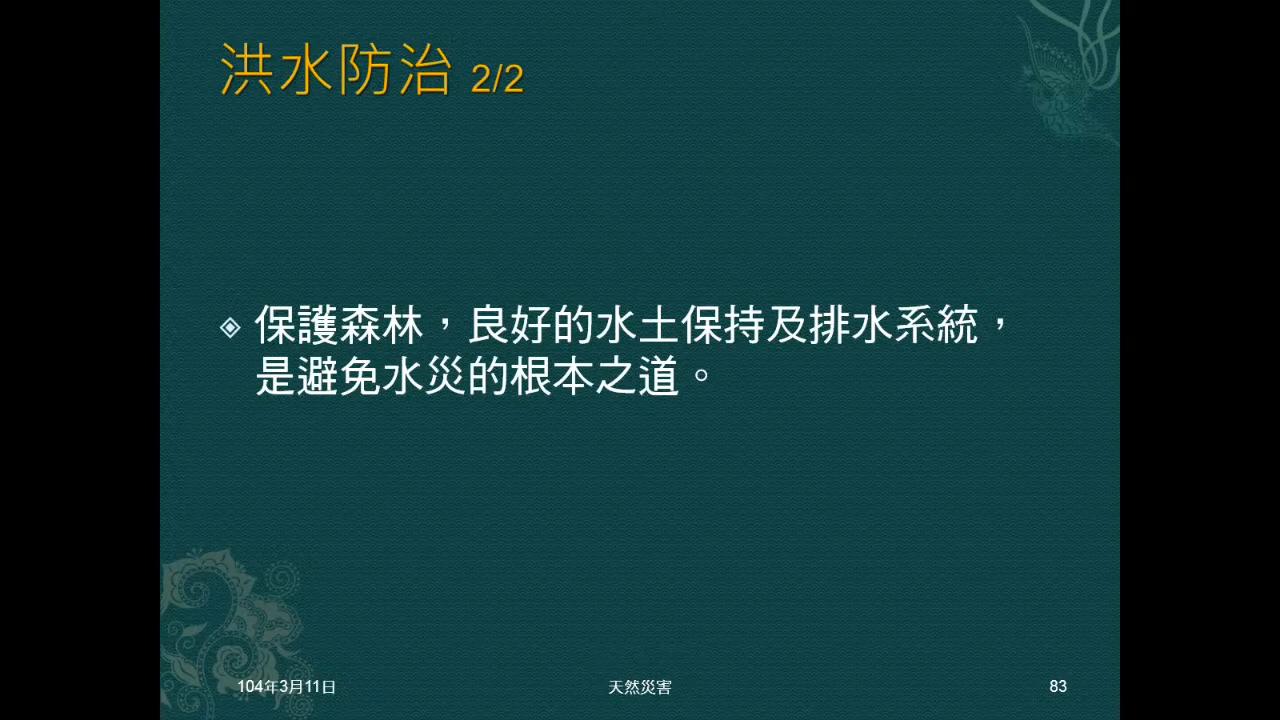 洪水防治 2/2
保護森林，良好的水土保持及排水系統，
是避免水災的根本之道。
104年3月11日
天然災害
83